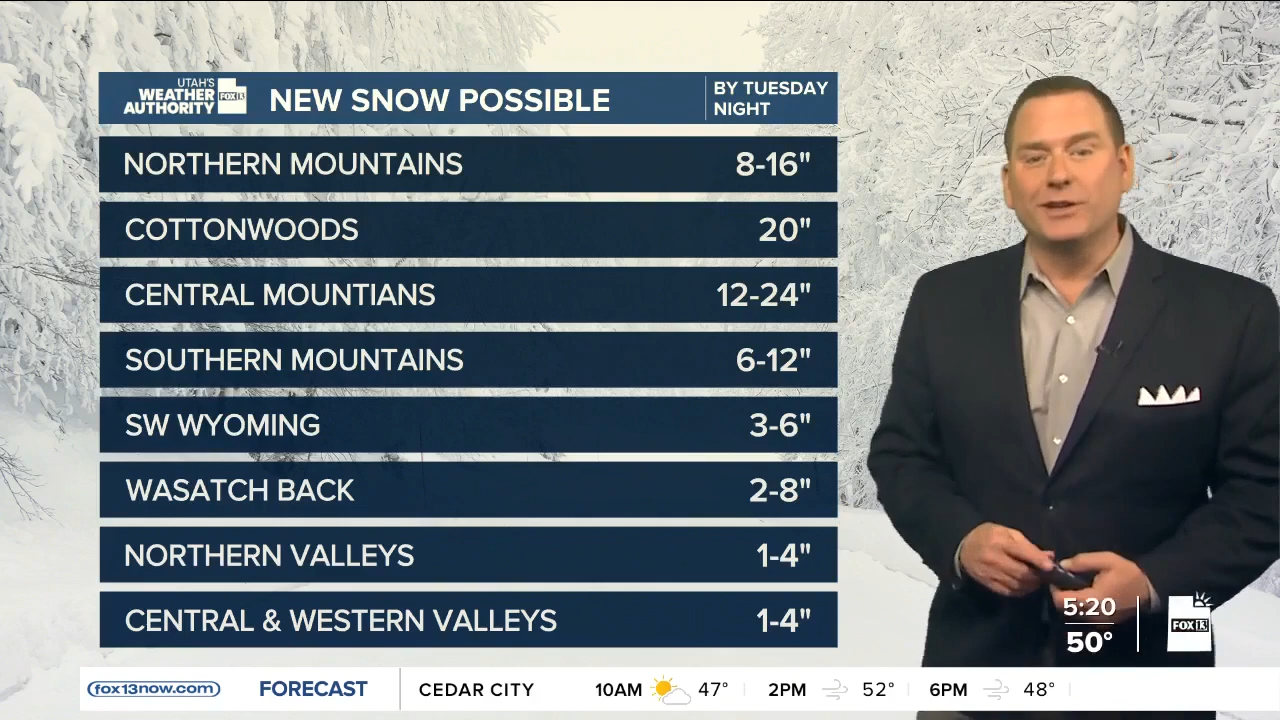 UTAH'S
WEATHER
AUTHORITY
FOX 13
NEW SNOW POSSIBLE
BY TUESDAY
NIGHT
NORTHERN MOUNTAINS 8-16"
COTTONWOODS 20"
CENTRAL MOUNTIANS 12-24"
SOUTHERN MOUNTAINS 6-12"
SW WYOMING 3-6"
WASATCH BACK 2-8"
NORTHERN VALLEYS 1-4"
CENTRAL & WESTERN VALLEYS 1-4"
5:20
50°
FOX 13
fox13now.com FORECAST CEDAR CITY 10AM 47° 2PM 52° 6PM 48°